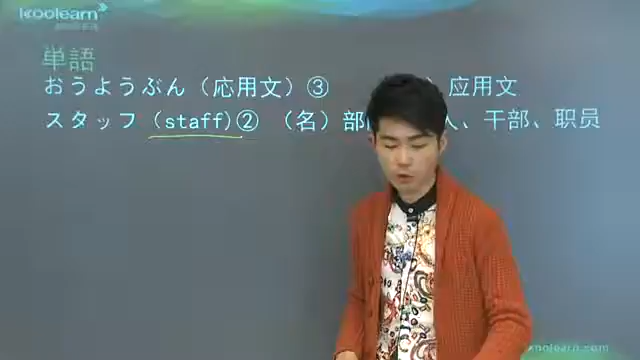 koolearn
単語
おうようぶん（応用文）③ 应用文
スタッフ（staff)②（名）部 人、干部、职员
koolearn.com